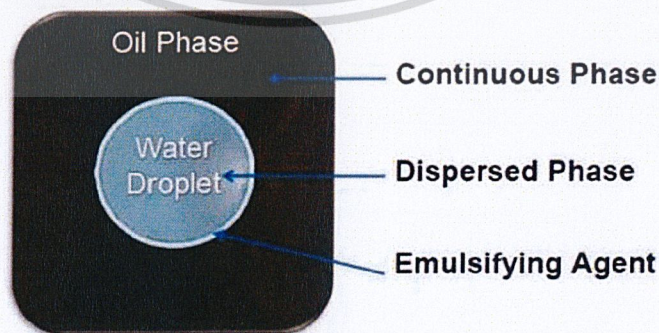 Oil Phase
Continuous Phase
Water
Droplet
Dispersed Phase
Emulsifying Agent